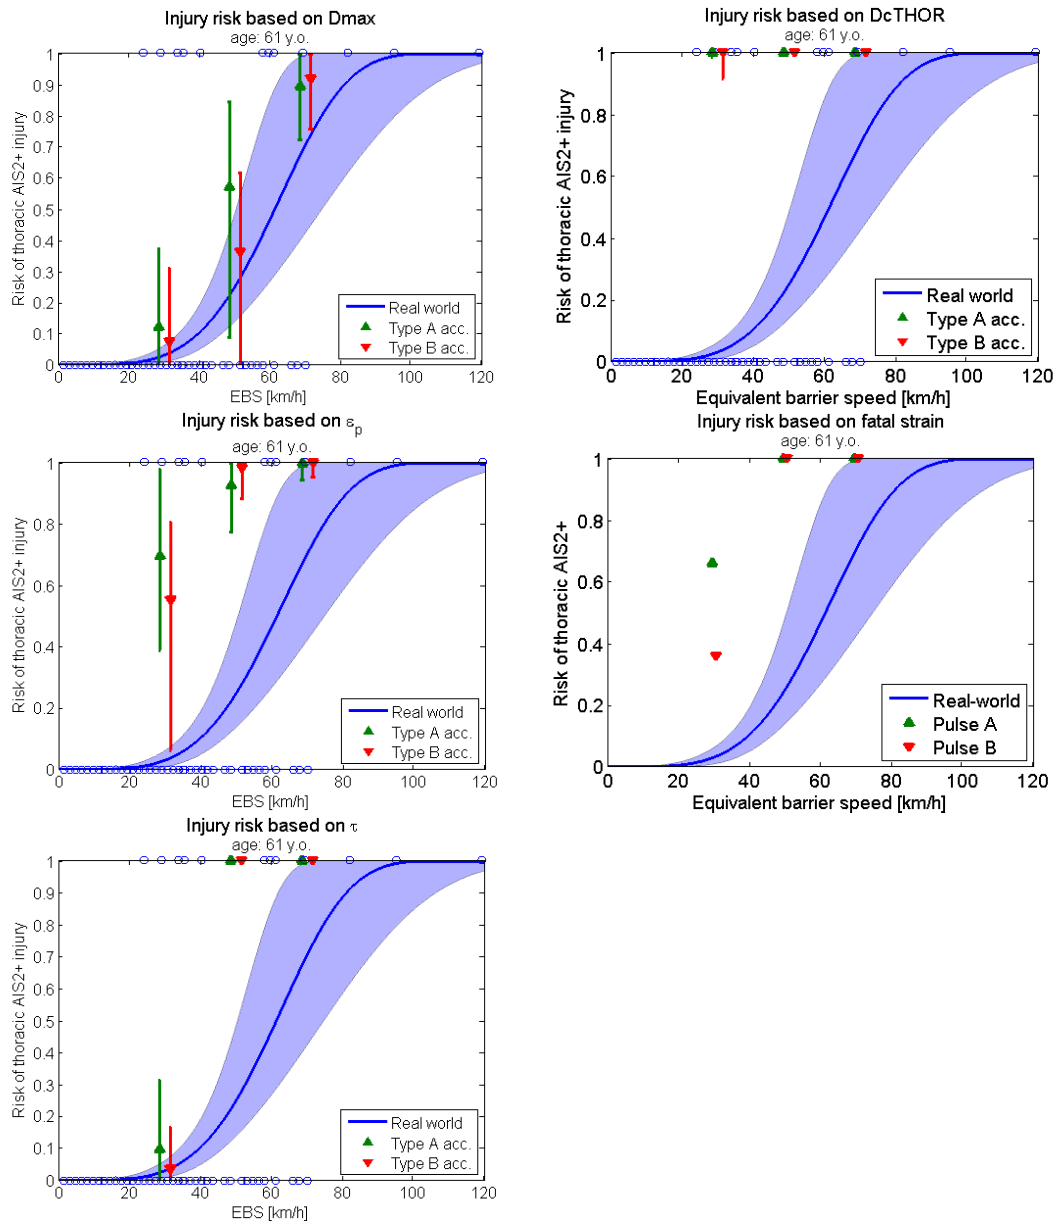 Injury risk based on Dmax
age: 61 y.o.
Risk of thoracic AIS2+ injury
1
0.9
0.8
0.7
0.6
0.5
0.4
0.3
0.2
0.1
0
Real world
Type A acc.
Type B acc.
0 20 40 60 80 100 120
EBS [km/h]
Injury risk based on DcTHOR
age: 61 y.o.
Risk of thoracic AIS2+ injury
1
0.8
0.6
0.4
0.2
0
Real world
Type A acc.
Type B acc.
0 20 40 60 80 100 120
Equivalent barrier speed [km/h]
Injury risk based on εp
age: 61 y.o.
Risk of thoracic AIS2+ injury
1
0.8
0.6
0.4
0.2
0
Real world
Type A acc.
Type B acc.
0 20 40 60 80 100 120
EBS [km/h]
Injury risk based on fatal strain
age: 61 y.o.
Risk of thoracic AIS2+
1
0.8
0.6
0.4
0.2
0
Real-world
Pulse A
Pulse B
0 20 40 60 80 100 120
Equivalent barrier speed [km/h]
Injury risk based on τ
age: 61 y.o.
Risk of thoracic AIS2+ injury
1
0.9
0.8
0.7
0.6
0.5
0.4
0.3
0.2
0.1
0
Real world
Type A acc.
Type B acc.
0 20 40 60 80 100 120
EBS [km/h]